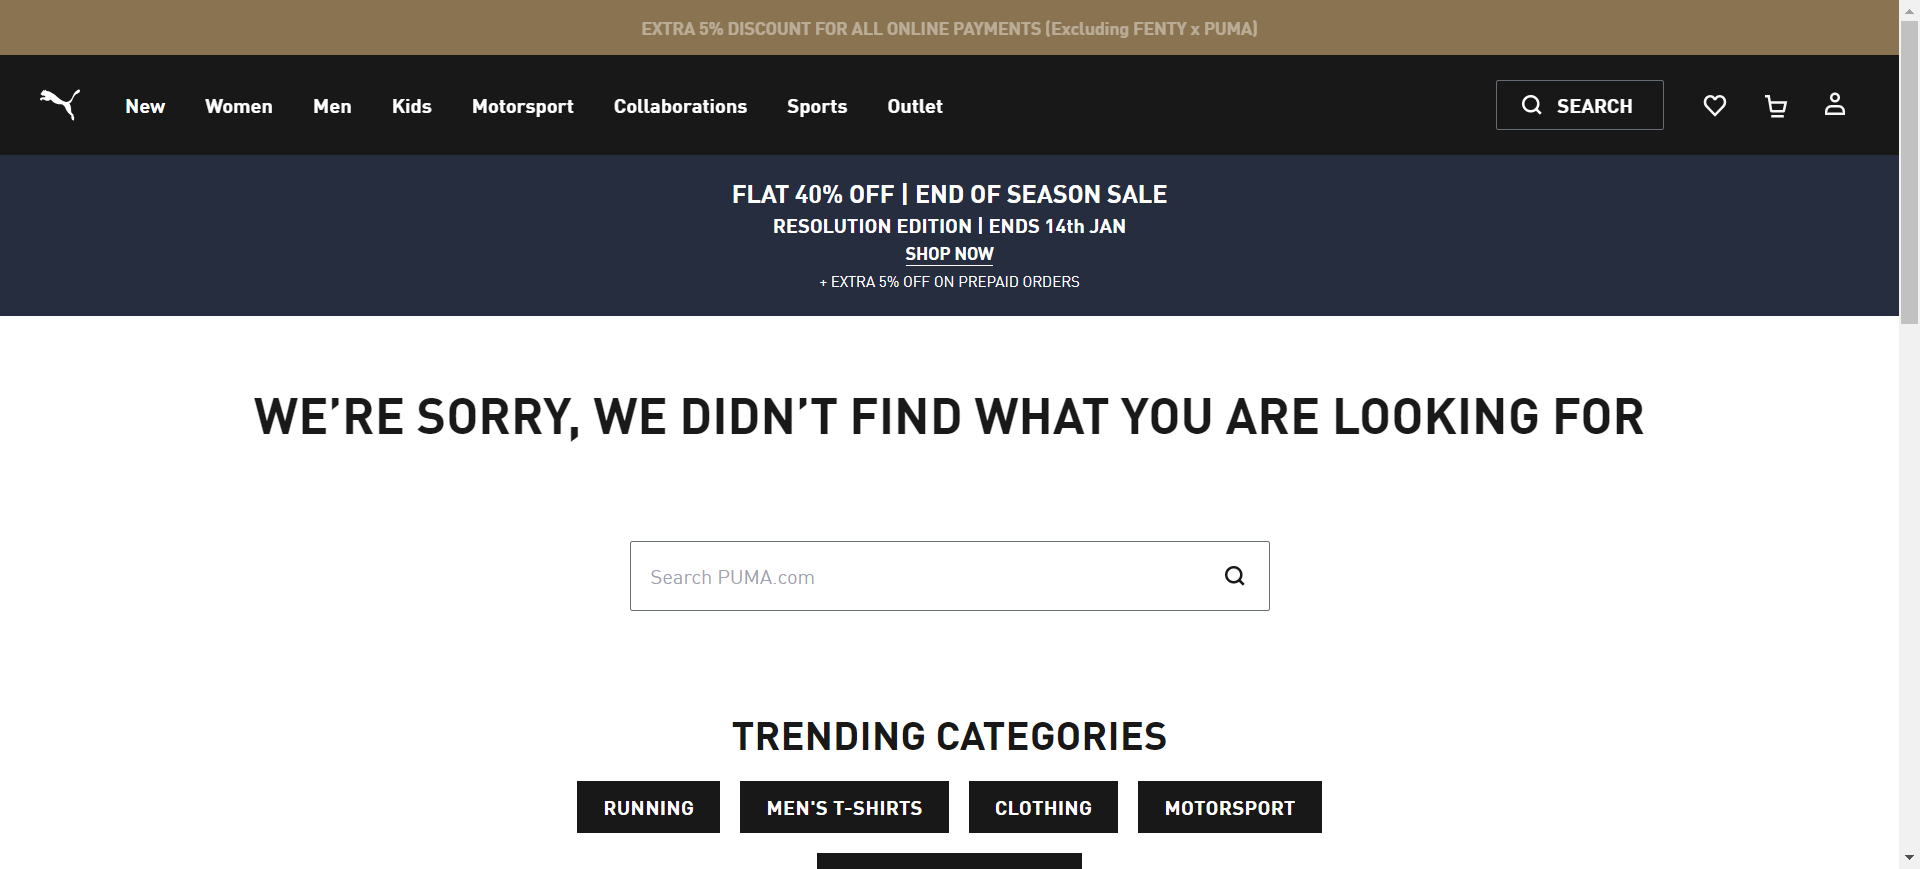 EXTRA 5% DISCOUNT FOR ALL ONLINE PAYMENTS (Excluding FENTY x PUMA)
New Women Men Kids Motorsport Collaborations Sports Outlet SEARCH
FLAT 40% OFF | END OF SEASON SALE
RESOLUTION EDITION | ENDS 14th JAN
SHOP NOW
+ EXTRA 5% OFF ON PREPAID ORDERS
WE’RE SORRY, WE DIDN’T FIND WHAT YOU ARE LOOKING FOR
Search PUMA.com
TRENDING CATEGORIES
RUNNING MEN'S T-SHIRTS CLOTHING MOTORSPORT